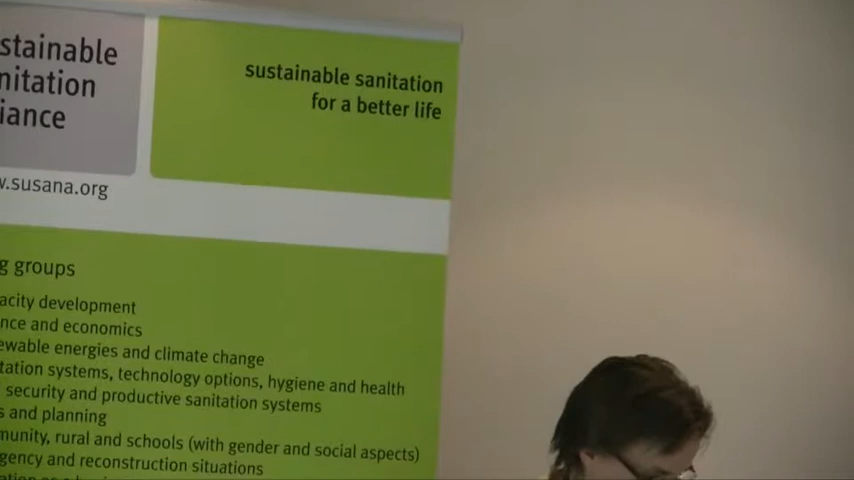 stainable
nitation
iance
sustainable sanitation
for a better life
w.susana.org
g groups
acity development
nce and economics
ewable energies and climate change
tation systems, technology options, hygiene and health
security and productive sanitation systems
s and planning
munity, rural and schools (with gender and social aspects)
gency and reconstruction situations